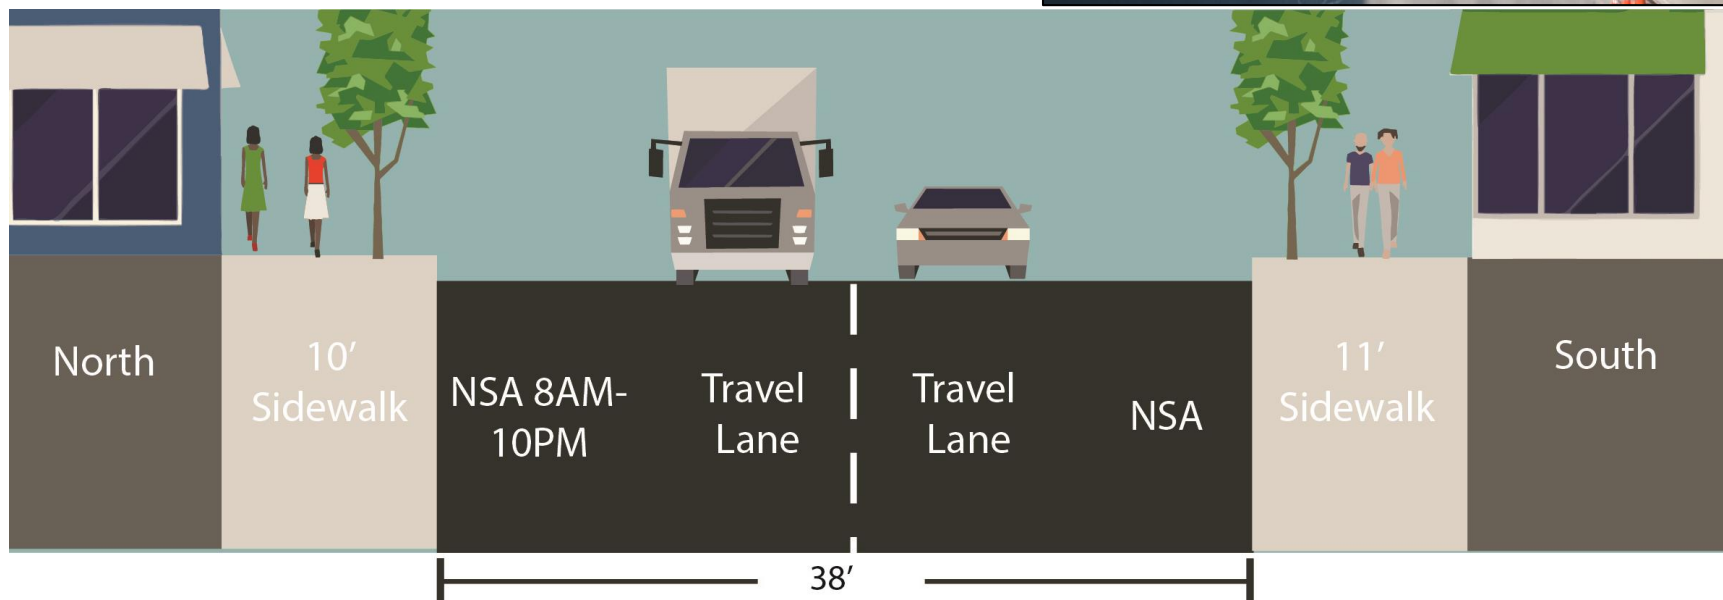 North
10’
Sidewalk
NSA 8AM-
10PM
Travel
Lane
Travel
Lane
NSA
11’
Sidewalk
South
38’